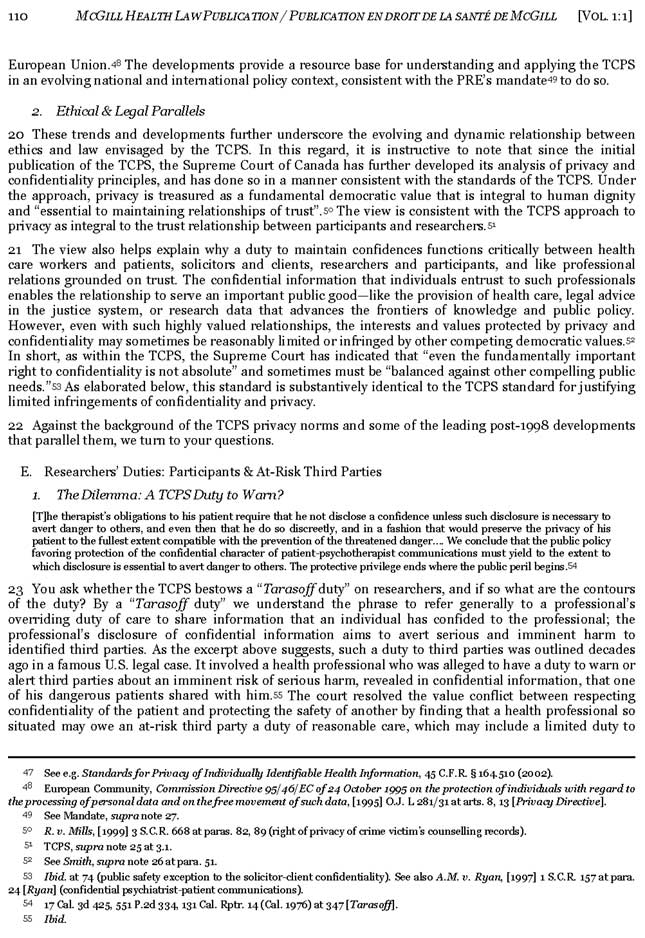 110 MCGILL HEALTH LAW PUBLICATION / PUBLICATION EN DROIT DE LA SANTÉ DE MCGILL [VOL. 1:1]
European Union.48 The developments provide a resource base for understanding and applying the TCPS
in an evolving national and international policy context, consistent with the PRE's mandate49 to do so.
2. Ethical & Legal Parallels
20 These trends and developments further underscore the evolving and dynamic relationship between
ethics and law envisaged by the TCPS. In this regard, it is instructive to note that since the initial
publication of the TCPS, the Supreme Court of Canada has further developed its analysis of privacy and
confidentiality principles, and has done so in a manner consistent with the standards of the TCPS. Under
the approach, privacy is treasured as a fundamental democratic value that is integral to human dignity
and "essential to maintaining relationships of trust".50 The view is consistent with the TCPS approach to
privacy as integral to the trust relationship between participants and researchers.51
21 The view also helps explain why a duty to maintain confidences functions critically between health
care workers and patients, solicitors and clients, researchers and participants, and like professional
relations grounded on trust. The confidential information that individuals entrust to such professionals
enables the relationship to serve an important public good—like the provision of health care, legal advice
in the justice system, or research data that advances the frontiers of knowledge and public policy.
However, even with such highly valued relationships, the interests and values protected by privacy and
confidentiality may sometimes be reasonably limited or infringed by other competing democratic values.52
In short, as within the TCPS, the Supreme Court has indicated that "even the fundamentally important
right to confidentiality is not absolute" and sometimes must be "balanced against other compelling public
needs."53 As elaborated below, this standard is substantively identical to the TCPS standard for justifying
limited infringements of confidentiality and privacy.
22 Against the background of the TCPS privacy norms and some of the leading post-1998 developments
that parallel them, we turn to your questions.
E. Researchers' Duties: Participants & At-Risk Third Parties
1. The Dilemma: A TCPS Duty to Warn?
[T]he therapist's obligations to his patient require that he not disclose a confidence unless such disclosure is necessary to
avert danger to others, and even then that he do so discreetly, and in a fashion that would preserve the privacy of his
patient to the fullest extent compatible with the prevention of the threatened danger.... We conclude that the public policy
favoring protection of the confidential character of patient-psychotherapist communications must yield to the extent to
which disclosure is essential to avert danger to others. The protective privilege ends where the public peril begins.54
23 You ask whether the TCPS bestows a "Tarasoff duty" on researchers, and if so what are the contours
of the duty? By a "Tarasoff duty" we understand the phrase to refer generally to a professional's
overriding duty of care to share information that an individual has confided to the professional; the
professional's disclosure of confidential information aims to avert serious and imminent harm to
identified third parties. As the excerpt above suggests, such a duty to third parties was outlined decades
ago in a famous U.S. legal case. It involved a health professional who was alleged to have a duty to warn or
alert third parties about an imminent risk of serious harm, revealed in confidential information, that one
of his dangerous patients shared with him.55 The court resolved the value conflict between respecting
confidentiality of the patient and protecting the safety of another by finding that a health professional so
situated may owe an at-risk third party a duty of reasonable care, which may include a limited duty to
47 See e.g. Standards for Privacy of Individually Identifiable Health Information, 45 C.F.R. § 164.510 (2002).
48 European Community, Commission Directive 95/46/EC of 24 October 1995 on the protection of individuals with regard to
the processing of personal data and on the free movement of such data, [1995] O.J. L 281/31 at arts. 8, 13 [Privacy Directive].
49 See Mandate, supra note 27.
50 R. v. Mills, [1999] 3 S.C.R. 668 at paras. 82, 89 (right of privacy of crime victim's counselling records).
51 TCPS, supra note 25 at 3.1.
52 See Smith, supra note 26 at para. 51.
53 Ibid. at 74 (public safety exception to the solicitor-client confidentiality). See also A.M. v. Ryan, [1997] 1 S.C.R. 157 at para.
24 [Ryan] (confidential psychiatrist-patient communications).
54 17 Cal. 3d 425, 551 P.2d 334, 131 Cal. Rptr. 14 (Cal. 1976) at 347 [Tarasoff].
55 Ibid.